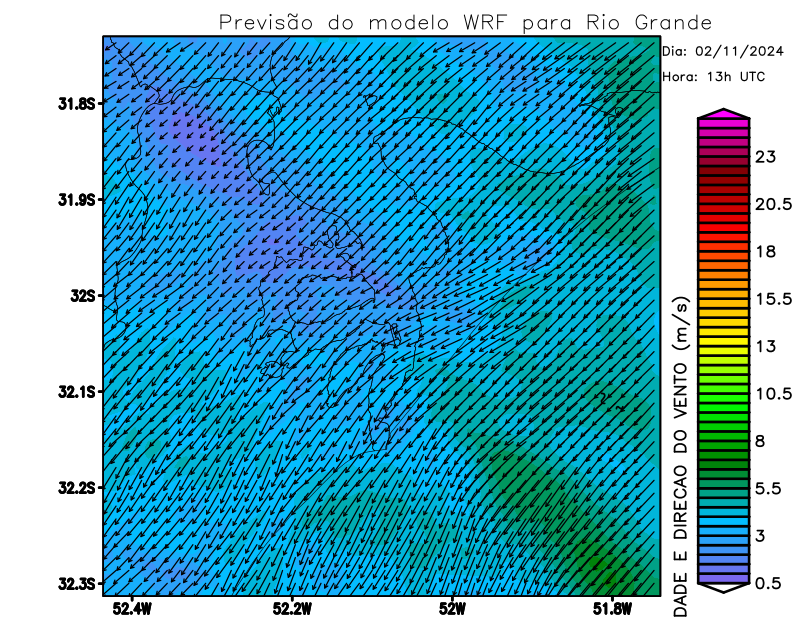 Previsão do modelo WRF para Rio Grande
Dia: 02/11/2024
Hora: 13h UTC
31.8S
31.9S
32S
32.1S
32.2S
32.3S
52.4W
52.2W
52W
51.8W
23
20.5
18
15.5
13
10.5
8
5.5
3
0.5
DADE E DIRECAO DO VENTO (m/s)